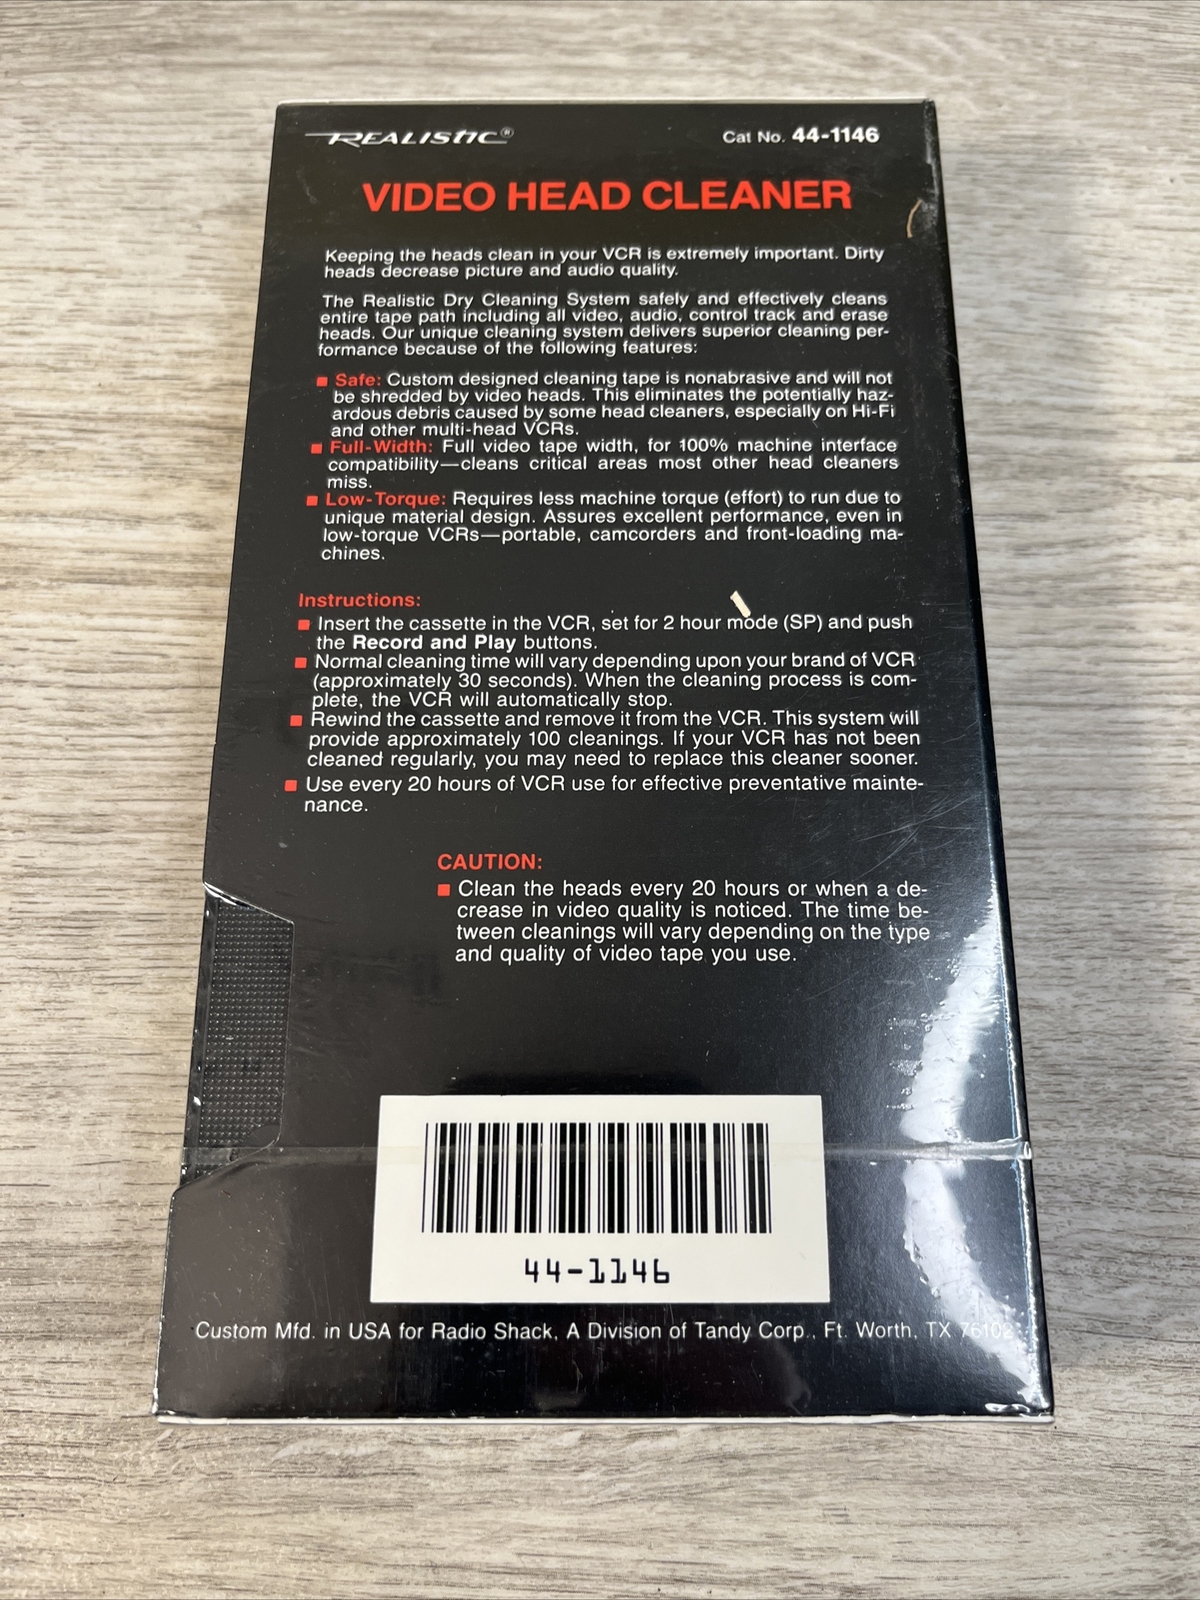 REALISTIC®
Cat No. 44-1146
VIDEO HEAD CLEANER
Keeping the heads clean in your VCR is extremely important. Dirty
heads decrease picture and audio quality.
The Realistic Dry Cleaning System safely and effectively cleans
entire tape path including all video, audio, control track and erase
heads. Our unique cleaning system delivers superior cleaning per-
formance because of the following features:
■ Safe: Custom designed cleaning tape is nonabrasive and will not
be shredded by video heads. This eliminates the potentially haz-
ardous debris caused by some head cleaners, especially on Hi-Fi
and other multi-head VCRs.
■ Full-Width: Full video tape width, for 100% machine interface
compatibility—cleans critical areas most other head cleaners
miss.
■ Low-Torque: Requires less machine torque (effort) to run due to
unique material design. Assures excellent performance, even in
low-torque VCRs—portable, camcorders and front-loading ma-
chines.
Instructions:
■ Insert the cassette in the VCR, set for 2 hour mode (SP) and push
the Record and Play buttons.
■ Normal cleaning time will vary depending upon your brand of VCR
(approximately 30 seconds). When the cleaning process is com-
plete, the VCR will automatically stop.
■ Rewind the cassette and remove it from the VCR. This system will
provide approximately 100 cleanings. If your VCR has not been
cleaned regularly, you may need to replace this cleaner sooner.
■ Use every 20 hours of VCR use for effective preventative mainte-
nance.
CAUTION:
■ Clean the heads every 20 hours or when a de-
crease in video quality is noticed. The time be-
tween cleanings will vary depending on the type
and quality of video tape you use.
44-1146
Custom Mfd. in USA for Radio Shack, A Division of Tandy Corp., Ft. Worth, TX 76102